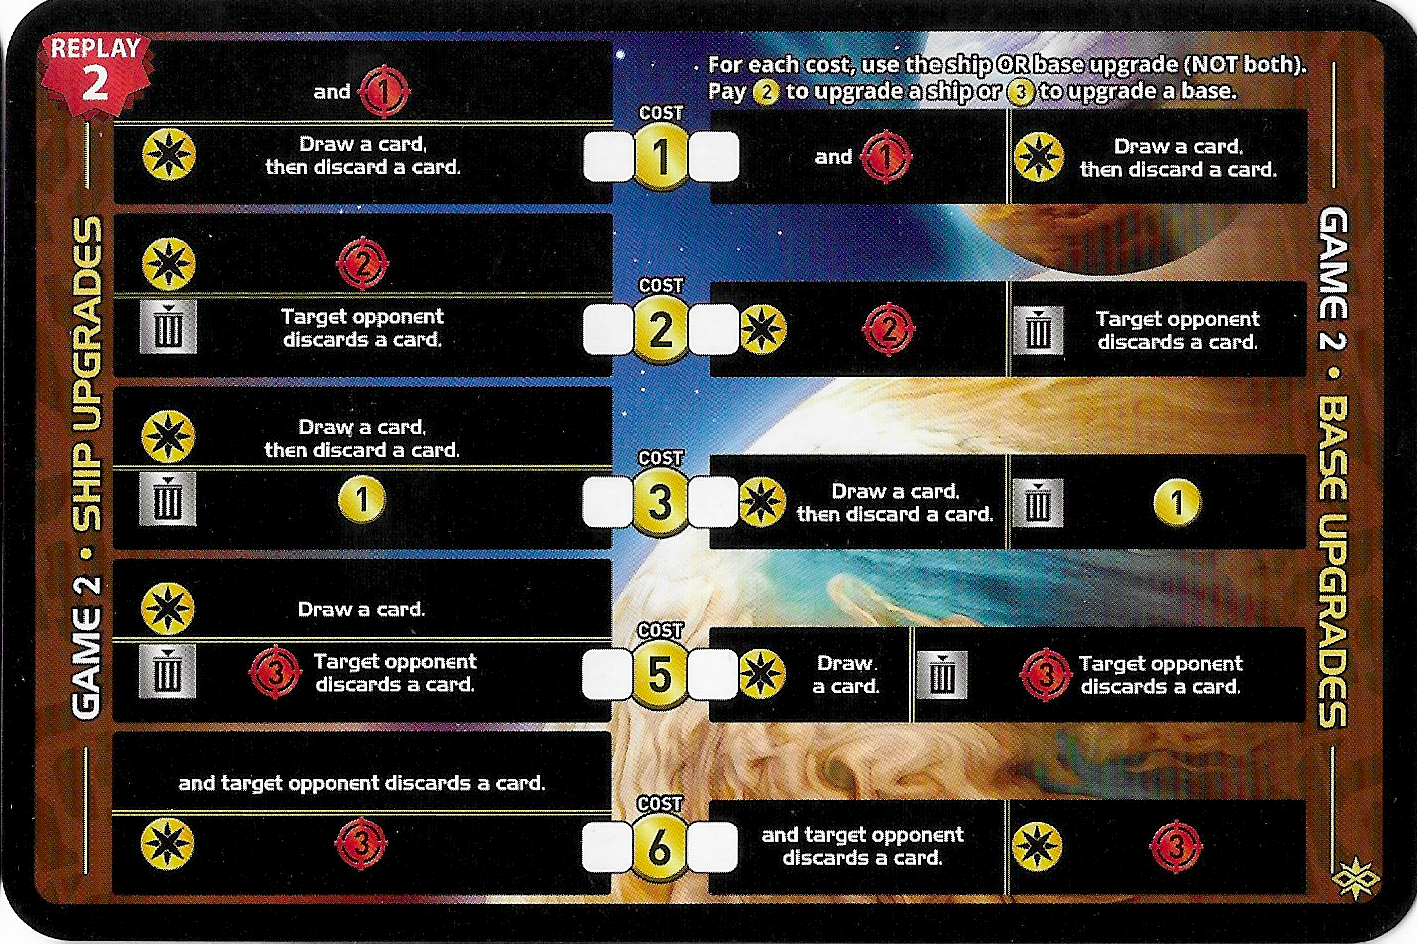 REPLAY
2
GAME 2 • SHIP UPGRADES
and 1
Draw a card,
then discard a card.
2
Target opponent
discards a card.
Draw a card,
then discard a card.
1
Draw a card.
3 Target opponent
discards a card.
and target opponent discards a card.
3
COST
1
COST
2
COST
3
COST
5
COST
6
For each cost, use the ship OR base upgrade (NOT both).
Pay 2 to upgrade a ship or 3 to upgrade a base.
and 1
Draw a card,
then discard a card.
2
Target opponent
discards a card.
Draw a card,
then discard a card.
1
Draw
a card.
3 Target opponent
discards a card.
and target opponent
discards a card.
3
GAME 2 • BASE UPGRADES